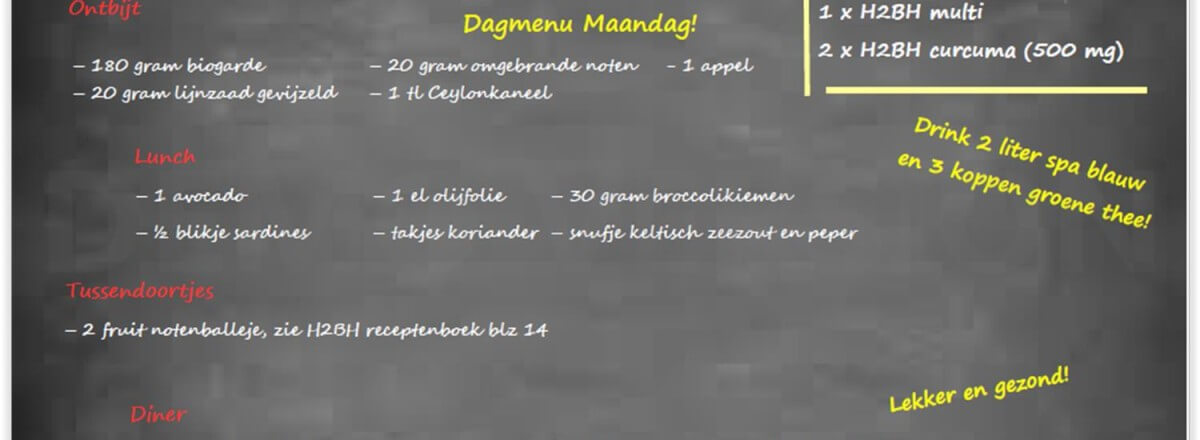 Ontbijt
Dagmenu Maandag!
1 x H2BH multi
2 x H2BH curcuma (500 mg)
– 180 gram biogarde – 20 gram omgebrande noten - 1 appel
– 20 gram lijnzaad gevijzeld – 1 tl Ceylonkaneel
Drink 2 liter spa blauw
en 3 koppen groene thee!
Lunch
– 1 avocado – 1 el olijfolie – 30 gram broccolikiemen
– ½ blikje sardines – takjes koriander – snufje keltisch zeezout en peper
Tussendoortjes
– 2 fruit notenballeje, zie H2BH receptenboek blz 14
Lekker en gezond!
Diner